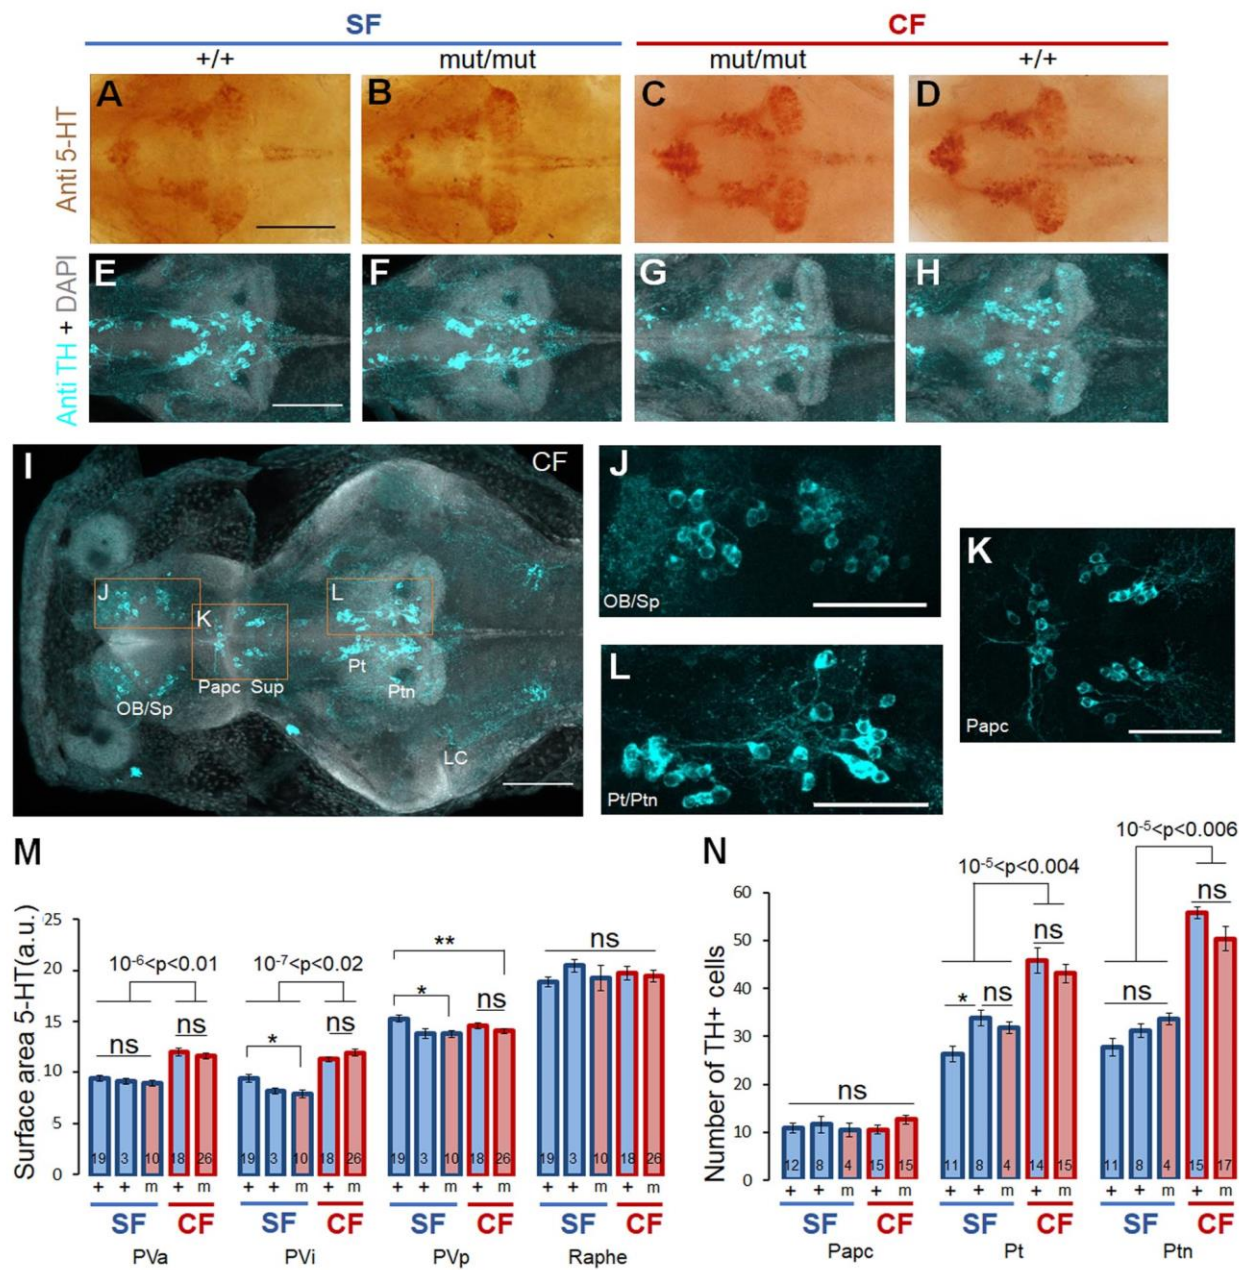 SF CF
+/+ mut/mut mut/mut +/+
Anti 5-HT
A B C D
Anti TH + DAPI
E F G H
I CF
J
K
L
OB/Sp
Papc Sup
Pt
Ptn
LC
J
OB/Sp
K
Papc
L
Pt/Ptn
M
Surface area 5-HT(a.u.)
25
20
15
10
5
0
10-6<p<0.01
ns
ns
10-7<p<0.02
*
ns
**
*
ns
ns
19 3 10 18 26 19 3 10 18 26 19 3 10 18 26 19 3 10 18 26
+ + m + m + + m + m + + m + m + + m + m
SF CF SF CF SF CF SF CF
PVa PVi PVp Raphe
N
Number of TH+ cells
60
50
40
30
20
10
0
ns
10-5<p<0.004
* ns
ns
10-5<p<0.006
ns
ns
12 8 4 15 15 11 8 4 14 15 11 8 4 15 17
+ + m + m + + m + m + + m + m
SF CF SF CF SF CF
Papc Pt Ptn